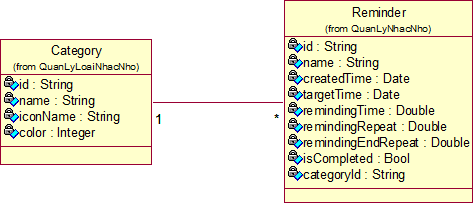 Category
(from QuanLyLoaiNhacNho)
id : String
name : String
iconName : String
color : Integer
1
*
Reminder
(from QuanLyNhacNho)
id : String
name : String
createdTime : Date
targetTime : Date
remindingTime : Double
remindingRepeat : Double
remindingEndRepeat : Double
isCompleted : Bool
categoryId : String